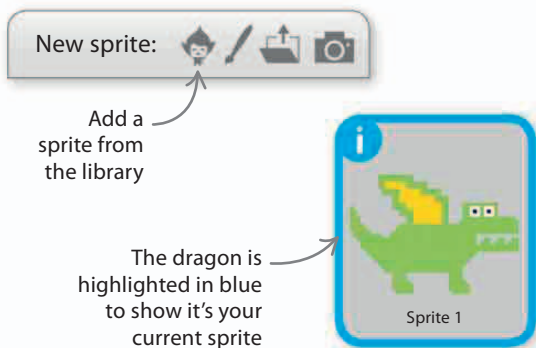 New sprite:
Add a
sprite from
the library
i
The dragon is
highlighted in blue
to show it's your
current sprite
Sprite 1